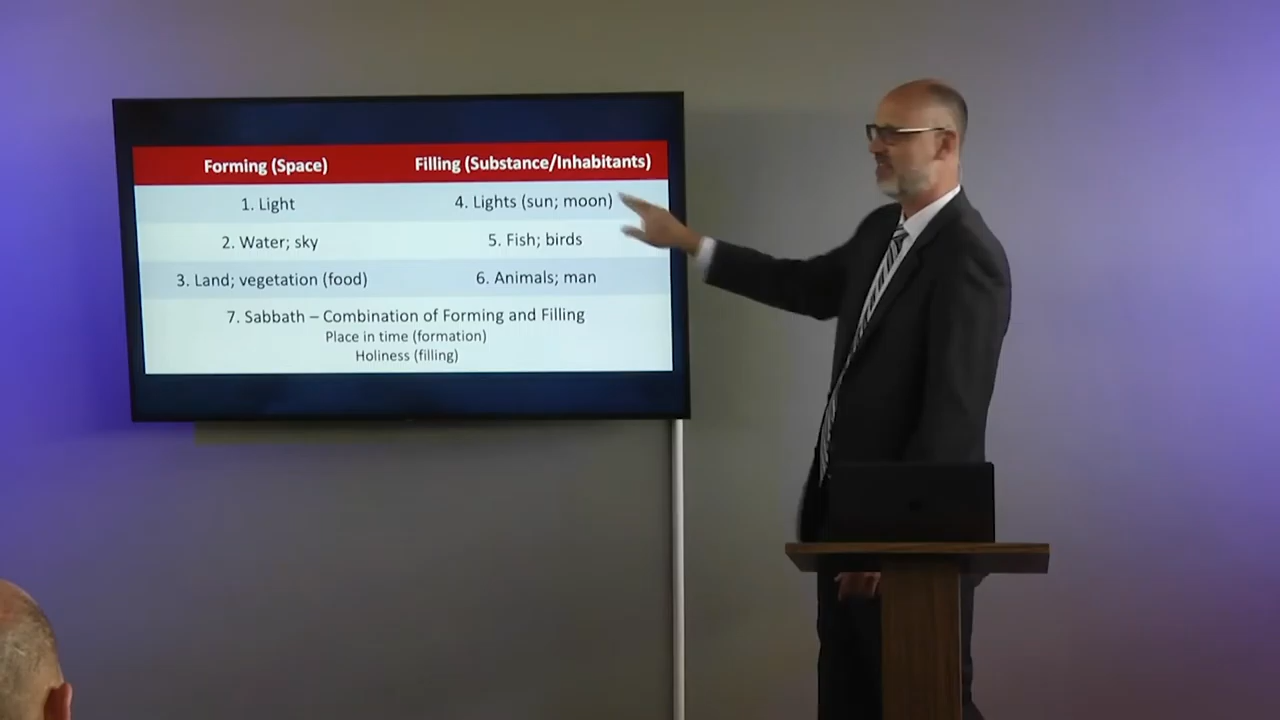 Forming (Space) Filling (Substance/Inhabitants)
1. Light 4. Lights (sun; moon)
2. Water; sky 5. Fish; birds
3. Land; vegetation (food) 6. Animals; man
7. Sabbath – Combination of Forming and Filling
Place in time (formation)
Holiness (filling)